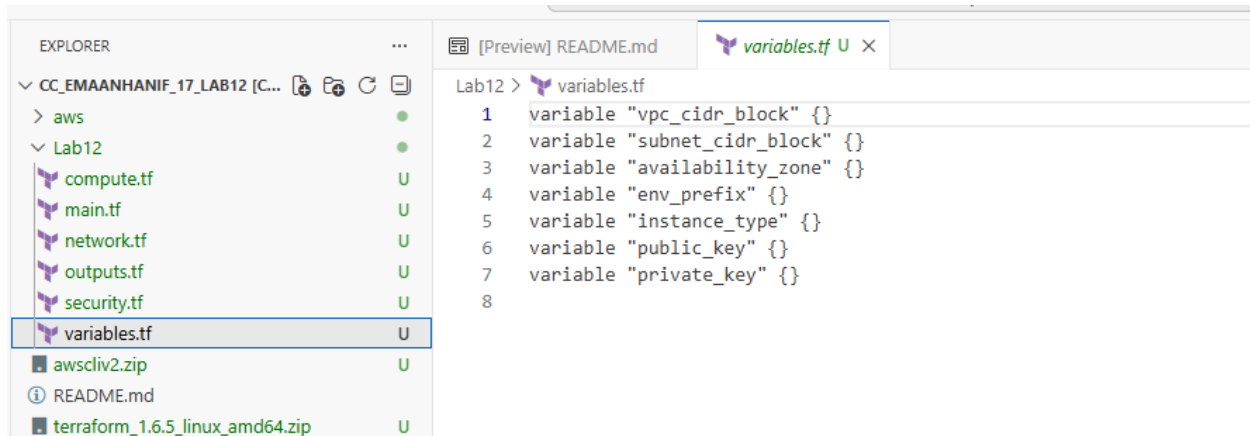 EXPLORER
...
CC_EMAANHANIF_17_LAB12 [C...
aws
Lab12
compute.tf U
main.tf U
network.tf U
outputs.tf U
security.tf U
variables.tf U
awscliv2.zip U
README.md
terraform_1.6.5_linux_amd64.zip U
[Preview] README.md
variables.tf U
Lab12 > variables.tf
1 variable "vpc_cidr_block" {}
2 variable "subnet_cidr_block" {}
3 variable "availability_zone" {}
4 variable "env_prefix" {}
5 variable "instance_type" {}
6 variable "public_key" {}
7 variable "private_key" {}
8